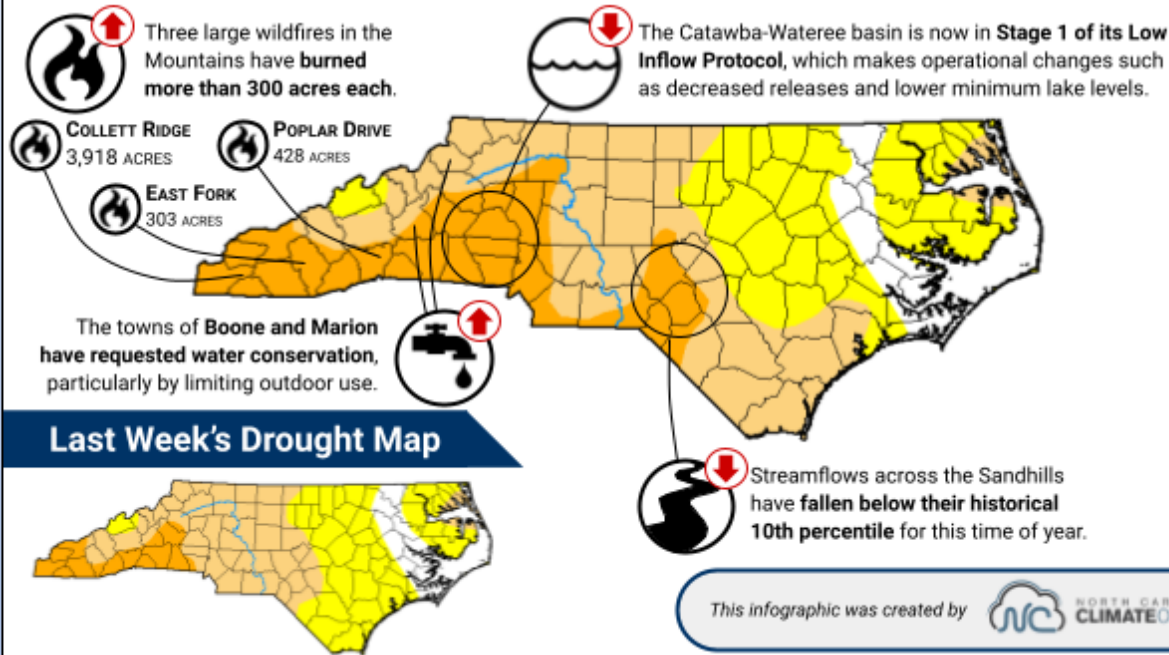 Three large wildfires in the
Mountains have burned
more than 300 acres each.
COLLETT RIDGE
3,918 ACRES
POPLAR DRIVE
428 ACRES
EAST FORK
303 ACRES
The Catawba-Wateree basin is now in Stage 1 of its Low
Inflow Protocol, which makes operational changes such
as decreased releases and lower minimum lake levels.
The towns of Boone and Marion
have requested water conservation,
particularly by limiting outdoor use.
Last Week's Drought Map
Streamflows across the Sandhills
have fallen below their historical
10th percentile for this time of year.
This infographic was created by
NC
NORTH CAR
CLIMATEO